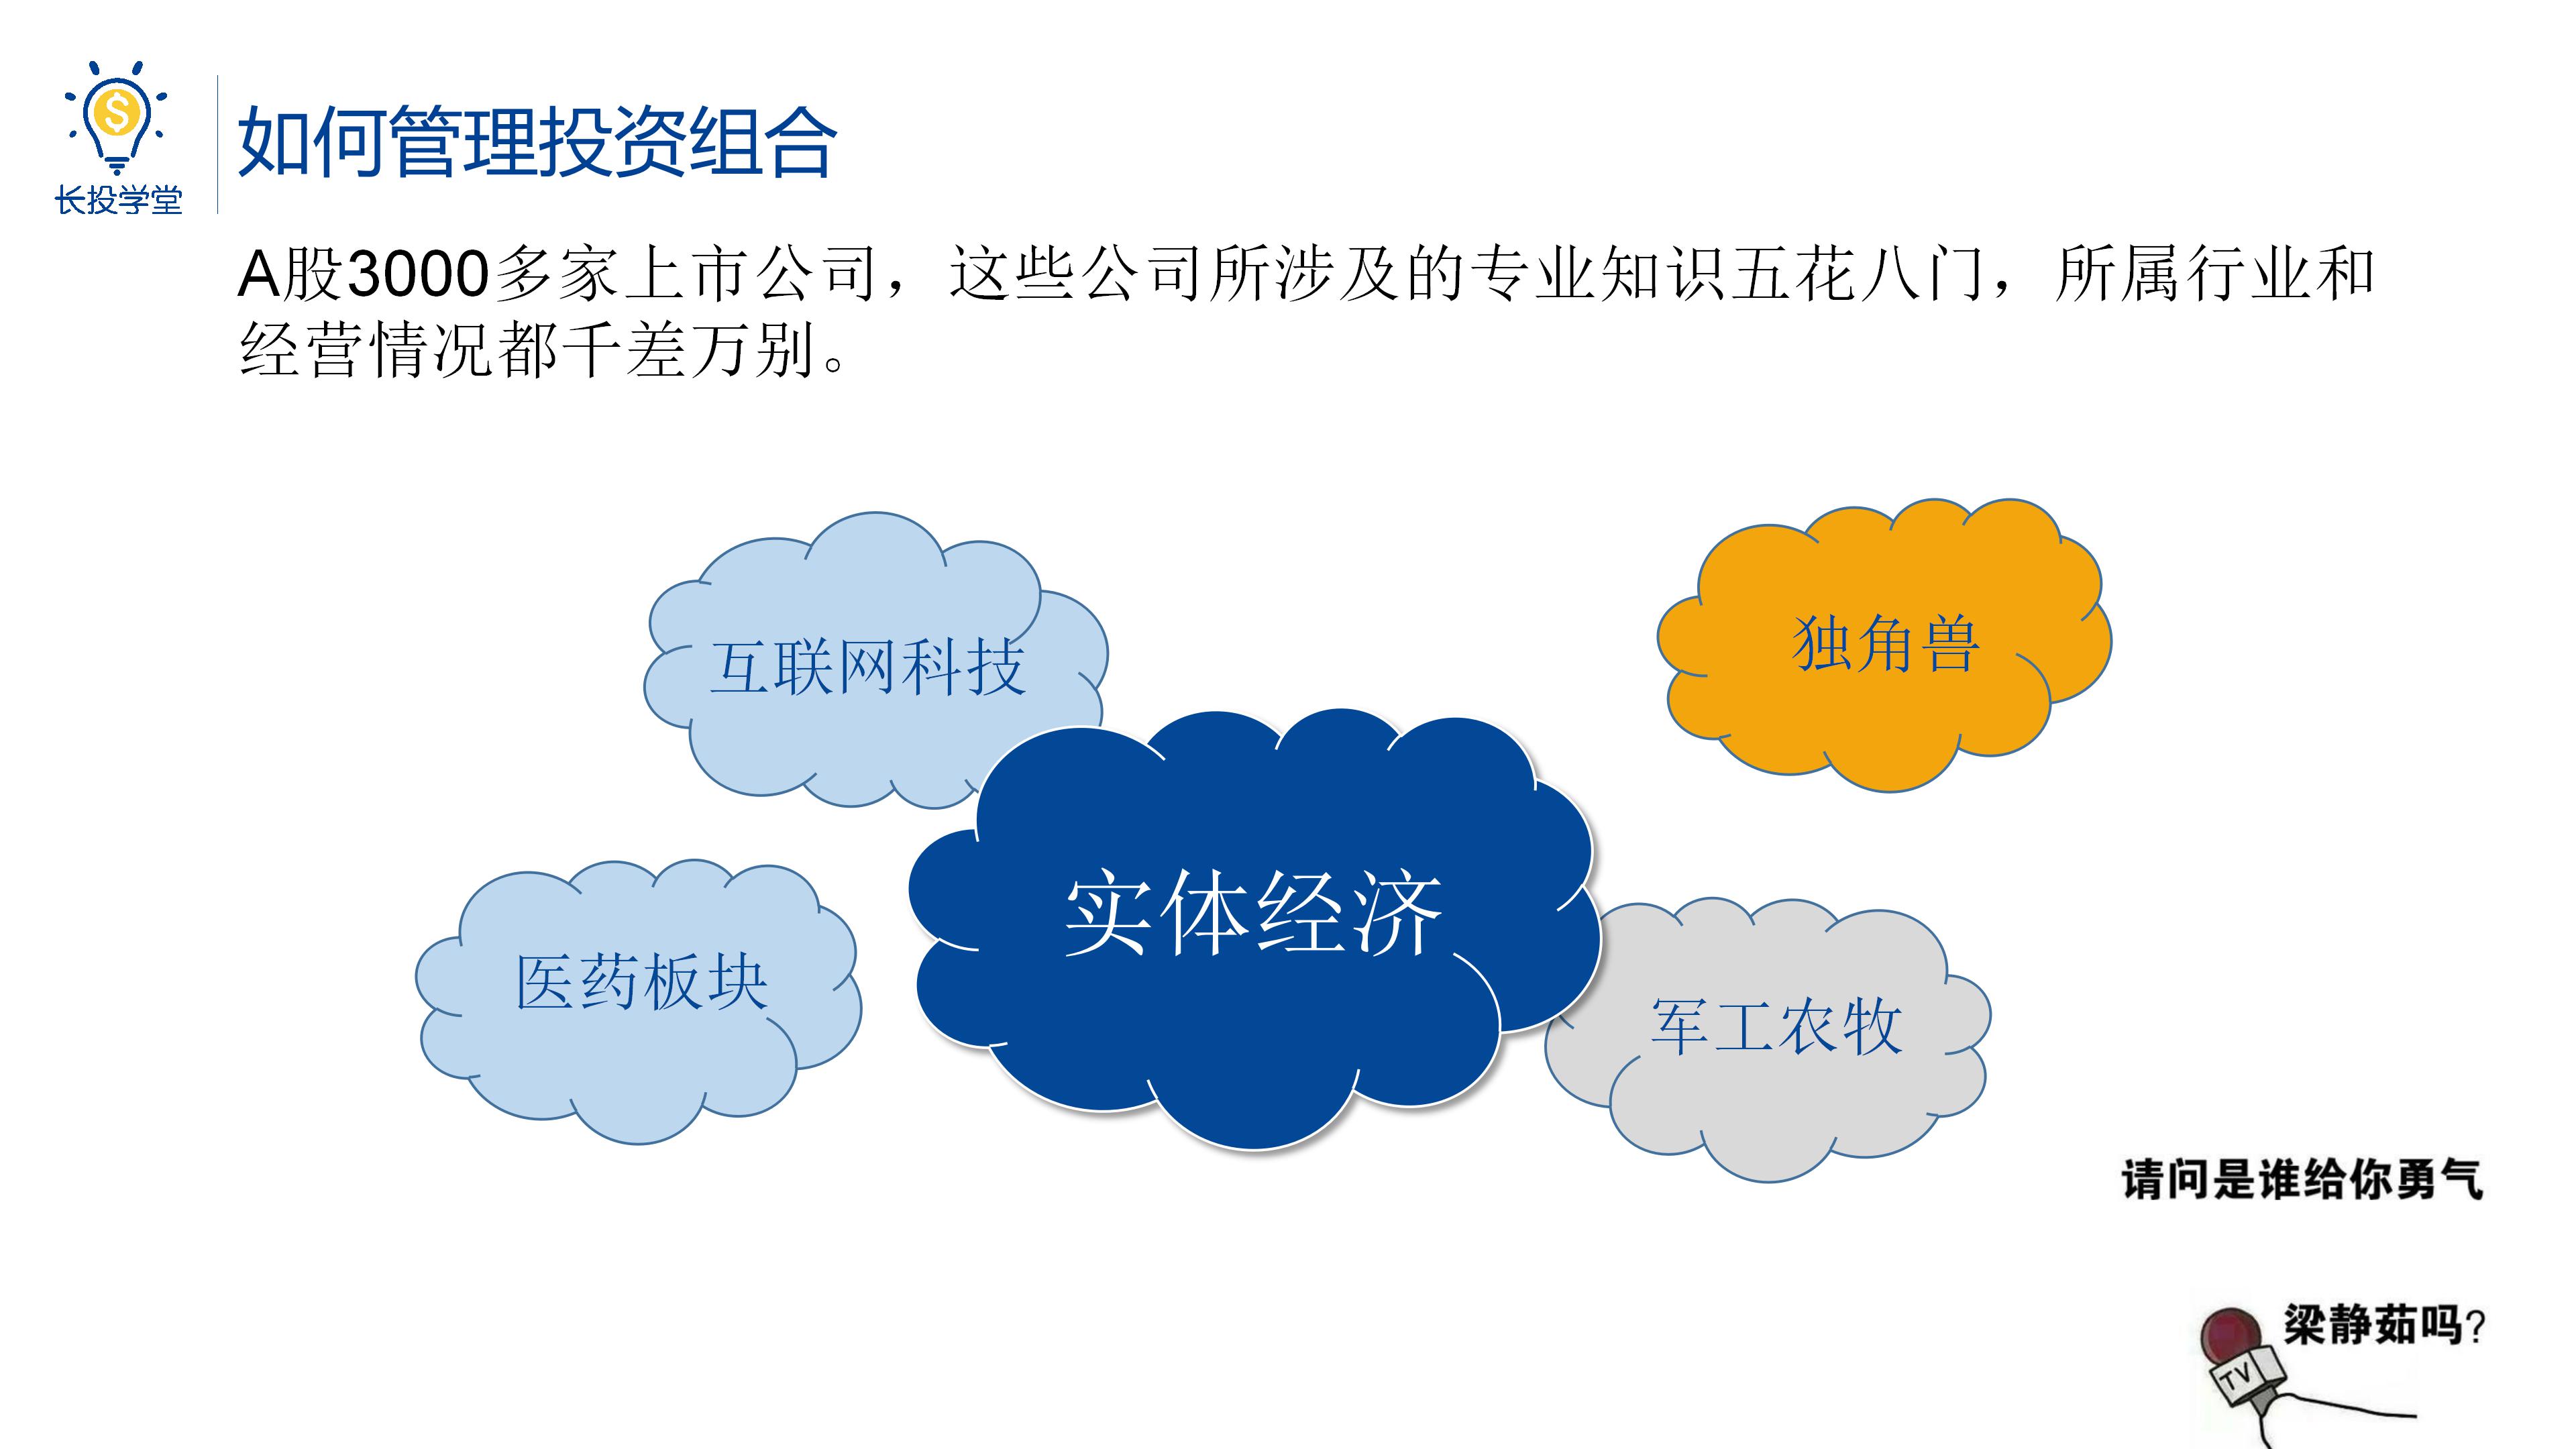 长投学堂
如何管理投资组合
A股3000多家上市公司，这些公司所涉及的专业知识五花八门，所属行业和
经营情况都千差万别。
互联网科技
独角兽
实体经济
医药板块
军工农牧
请问是谁给你勇气
梁静茹吗?
TV